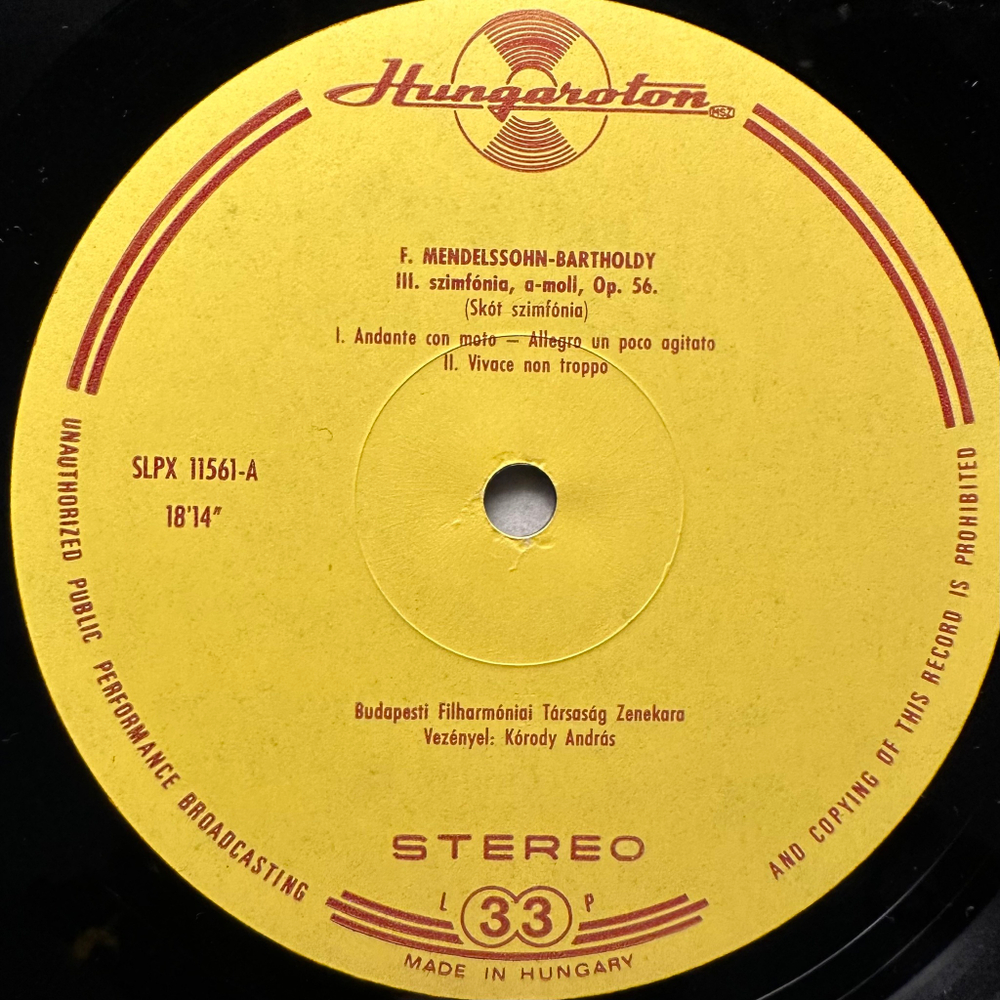 Hungaroton
MSZ
F. MENDELSSOHN-BARTHOLDY
III. szimfónia, a-moll, Op. 56.
(Skót szimfónia)
I. Andante con moto — Allegro un poco agitato
II. Vivace non troppo
SLPX 11561-A
18'14"
Budapesti Filharmóniai Társaság Zenekara
Vezényel: Kórody András
STEREO
L 33 P
MADE IN HUNGARY
UNAUTHORIZED PUBLIC PERFORMANCE BROADCASTING AND COPYING OF THIS RECORD IS PROHIBITED